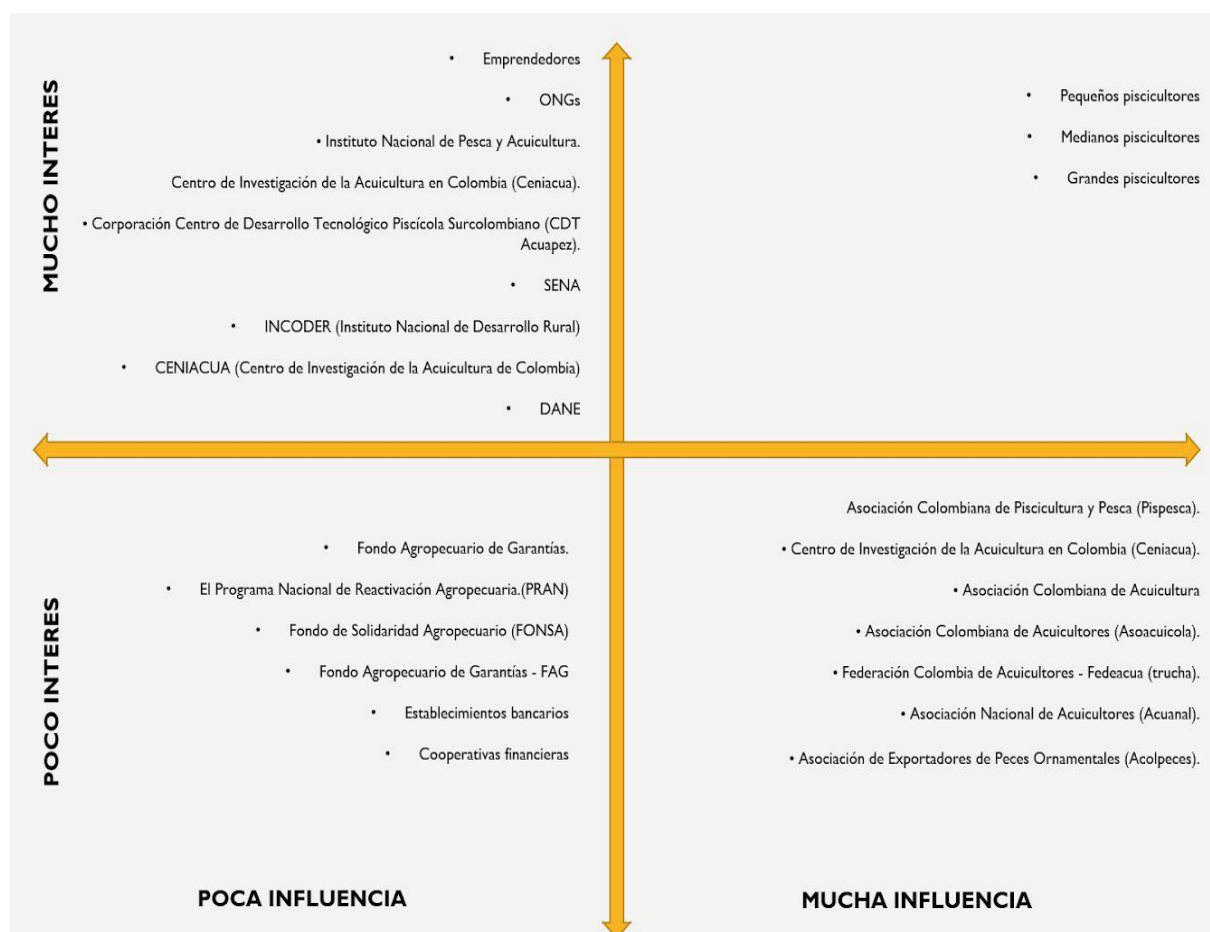 MUCHO INTERES
• Emprendedores
• ONGs
• Instituto Nacional de Pesca y Acuicultura.
Centro de Investigación de la Acuicultura en Colombia (Ceniacua).
• Corporación Centro de Desarrollo Tecnológico Piscícola Surcolombiano (CDT
Acuapez).
• SENA
• INCODER (Instituto Nacional de Desarrollo Rural)
• CENIACUA (Centro de Investigación de la Acuicultura de Colombia)
• DANE
• Pequeños piscicultores
• Medianos piscicultores
• Grandes piscicultores
POCO INTERES
• Fondo Agropecuario de Garantías.
• El Programa Nacional de Reactivación Agropecuaria.(PRAN)
• Fondo de Solidaridad Agropecuario (FONSA)
• Fondo Agropecuario de Garantías - FAG
• Establecimientos bancarios
• Cooperativas financieras
Asociación Colombiana de Piscicultura y Pesca (Pispesca).
• Centro de Investigación de la Acuicultura en Colombia (Ceniacua).
• Asociación Colombiana de Acuicultura
• Asociación Colombiana de Acuicultores (Asoacuicola).
• Federación Colombia de Acuicultores - Fedeacua (trucha).
• Asociación Nacional de Acuicultores (Acuanal).
• Asociación de Exportadores de Peces Ornamentales (Acolpeces).
POCA INFLUENCIA
MUCHA INFLUENCIA